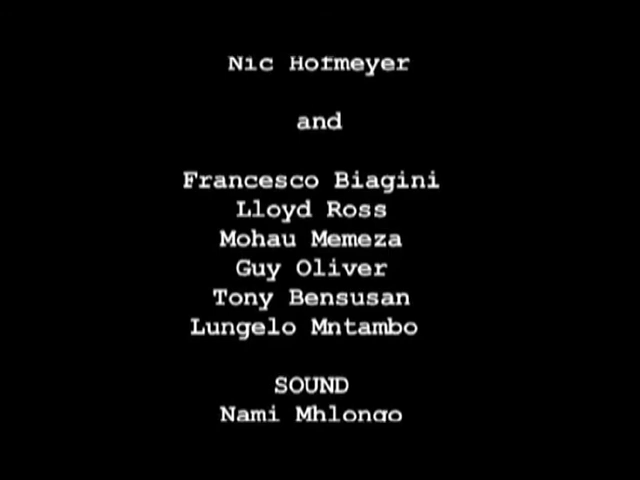 Nic Hofmeyer
and
Francesco Biagini
Lloyd Ross
Mohau Memeza
Guy Oliver
Tony Bensusan
Lungelo Mntambo
SOUND
Nami Mhlongo